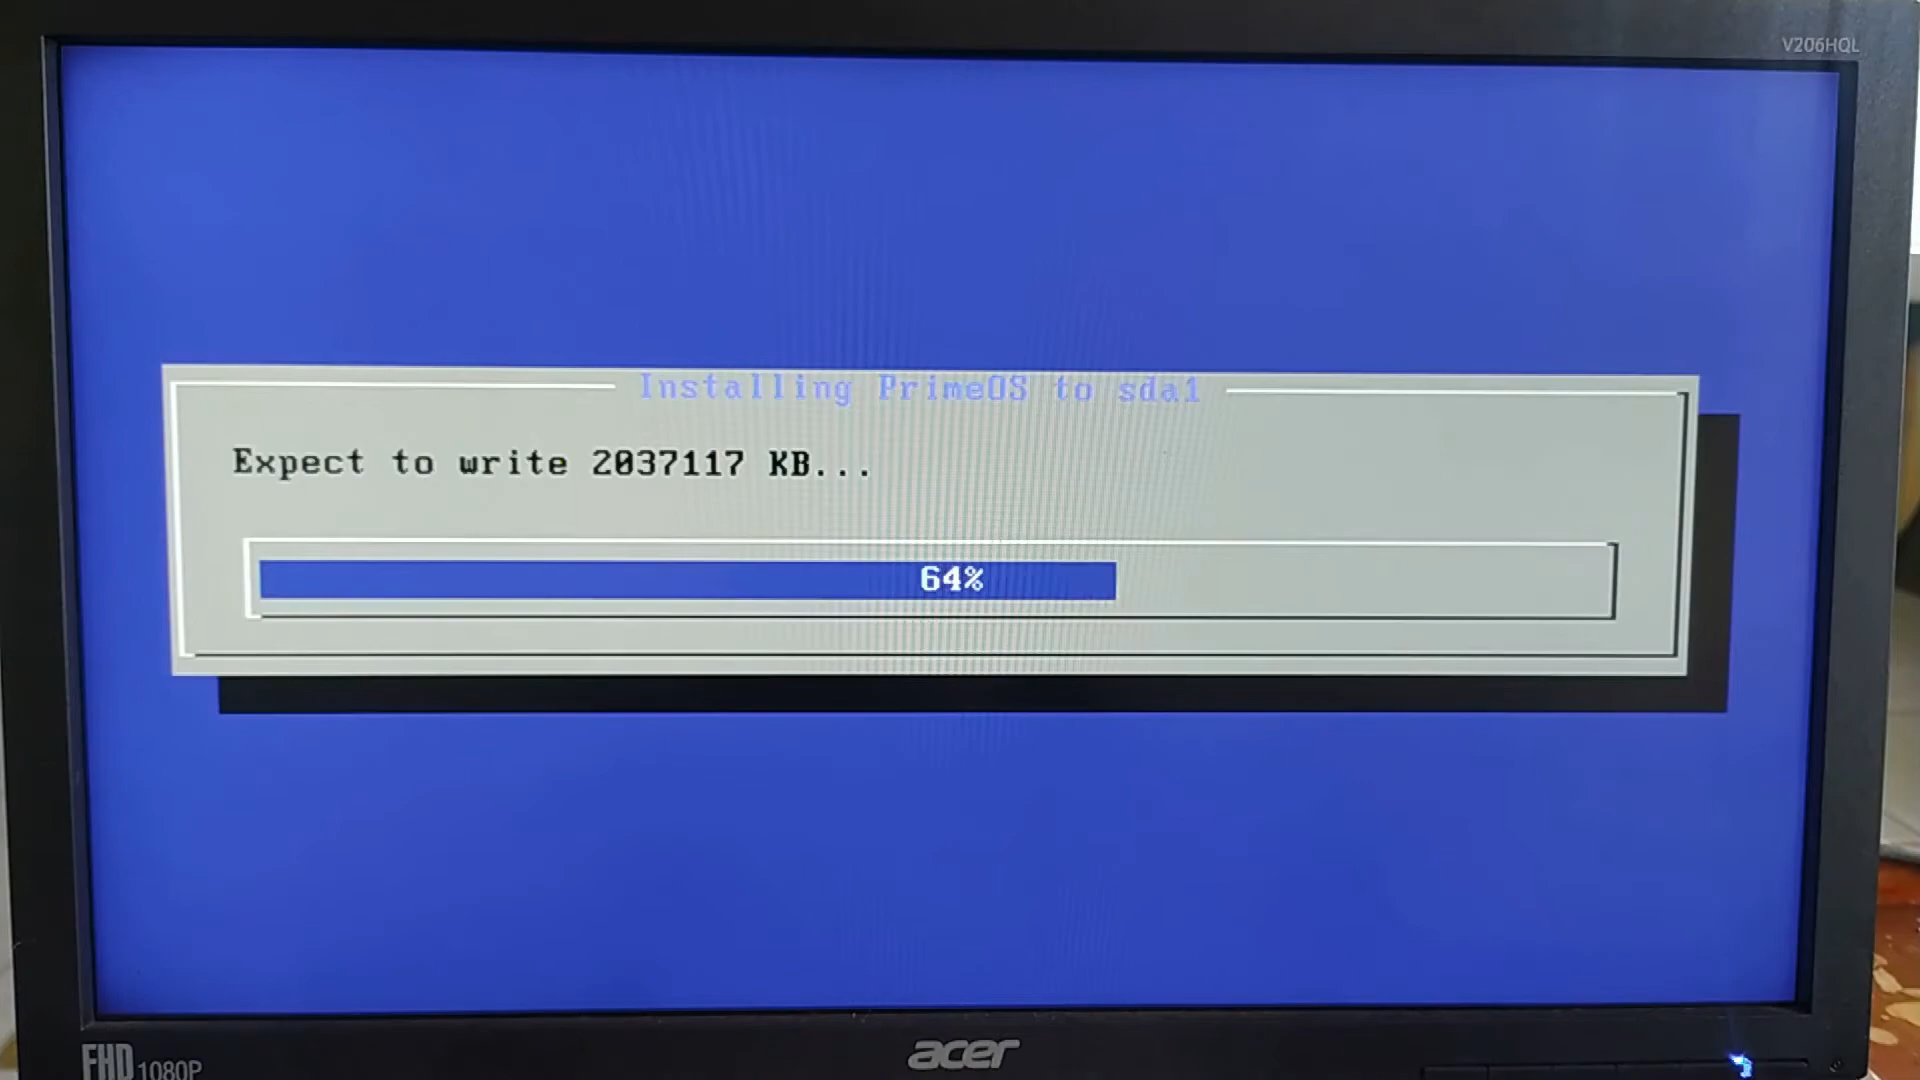 V206HQL
Installing PrimeOS to sda1
Expect to write 2037117 KB...
64%
FHD 1080P
acer